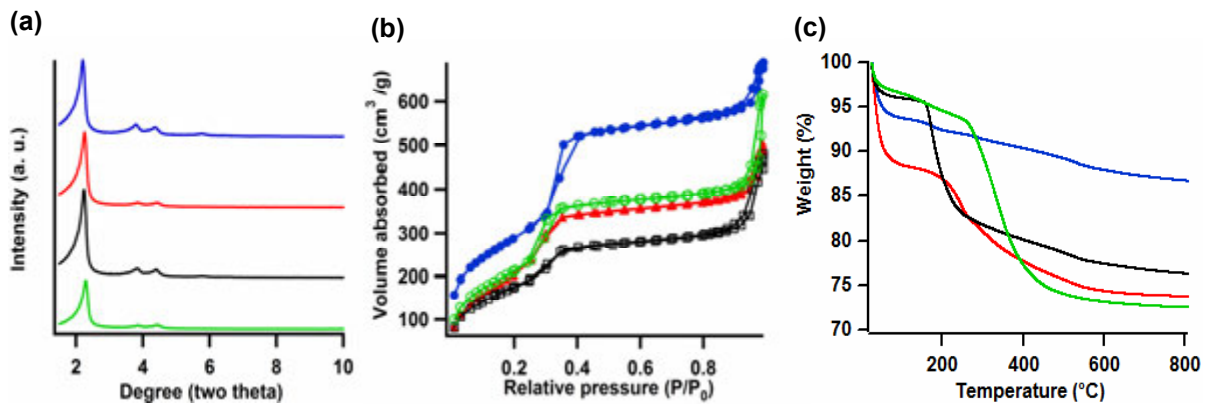 (a)
Intensity (a. u.)
2 4 6 8 10
Degree (two theta)
(b)
Volume absorbed (cm³ /g)
600
500
400
300
200
100
0.2 0.4 0.6 0.8
Relative pressure (P/P₀)
(c)
Weight (%)
100
95
90
85
80
75
70
200 400 600 800
Temperature (°C)